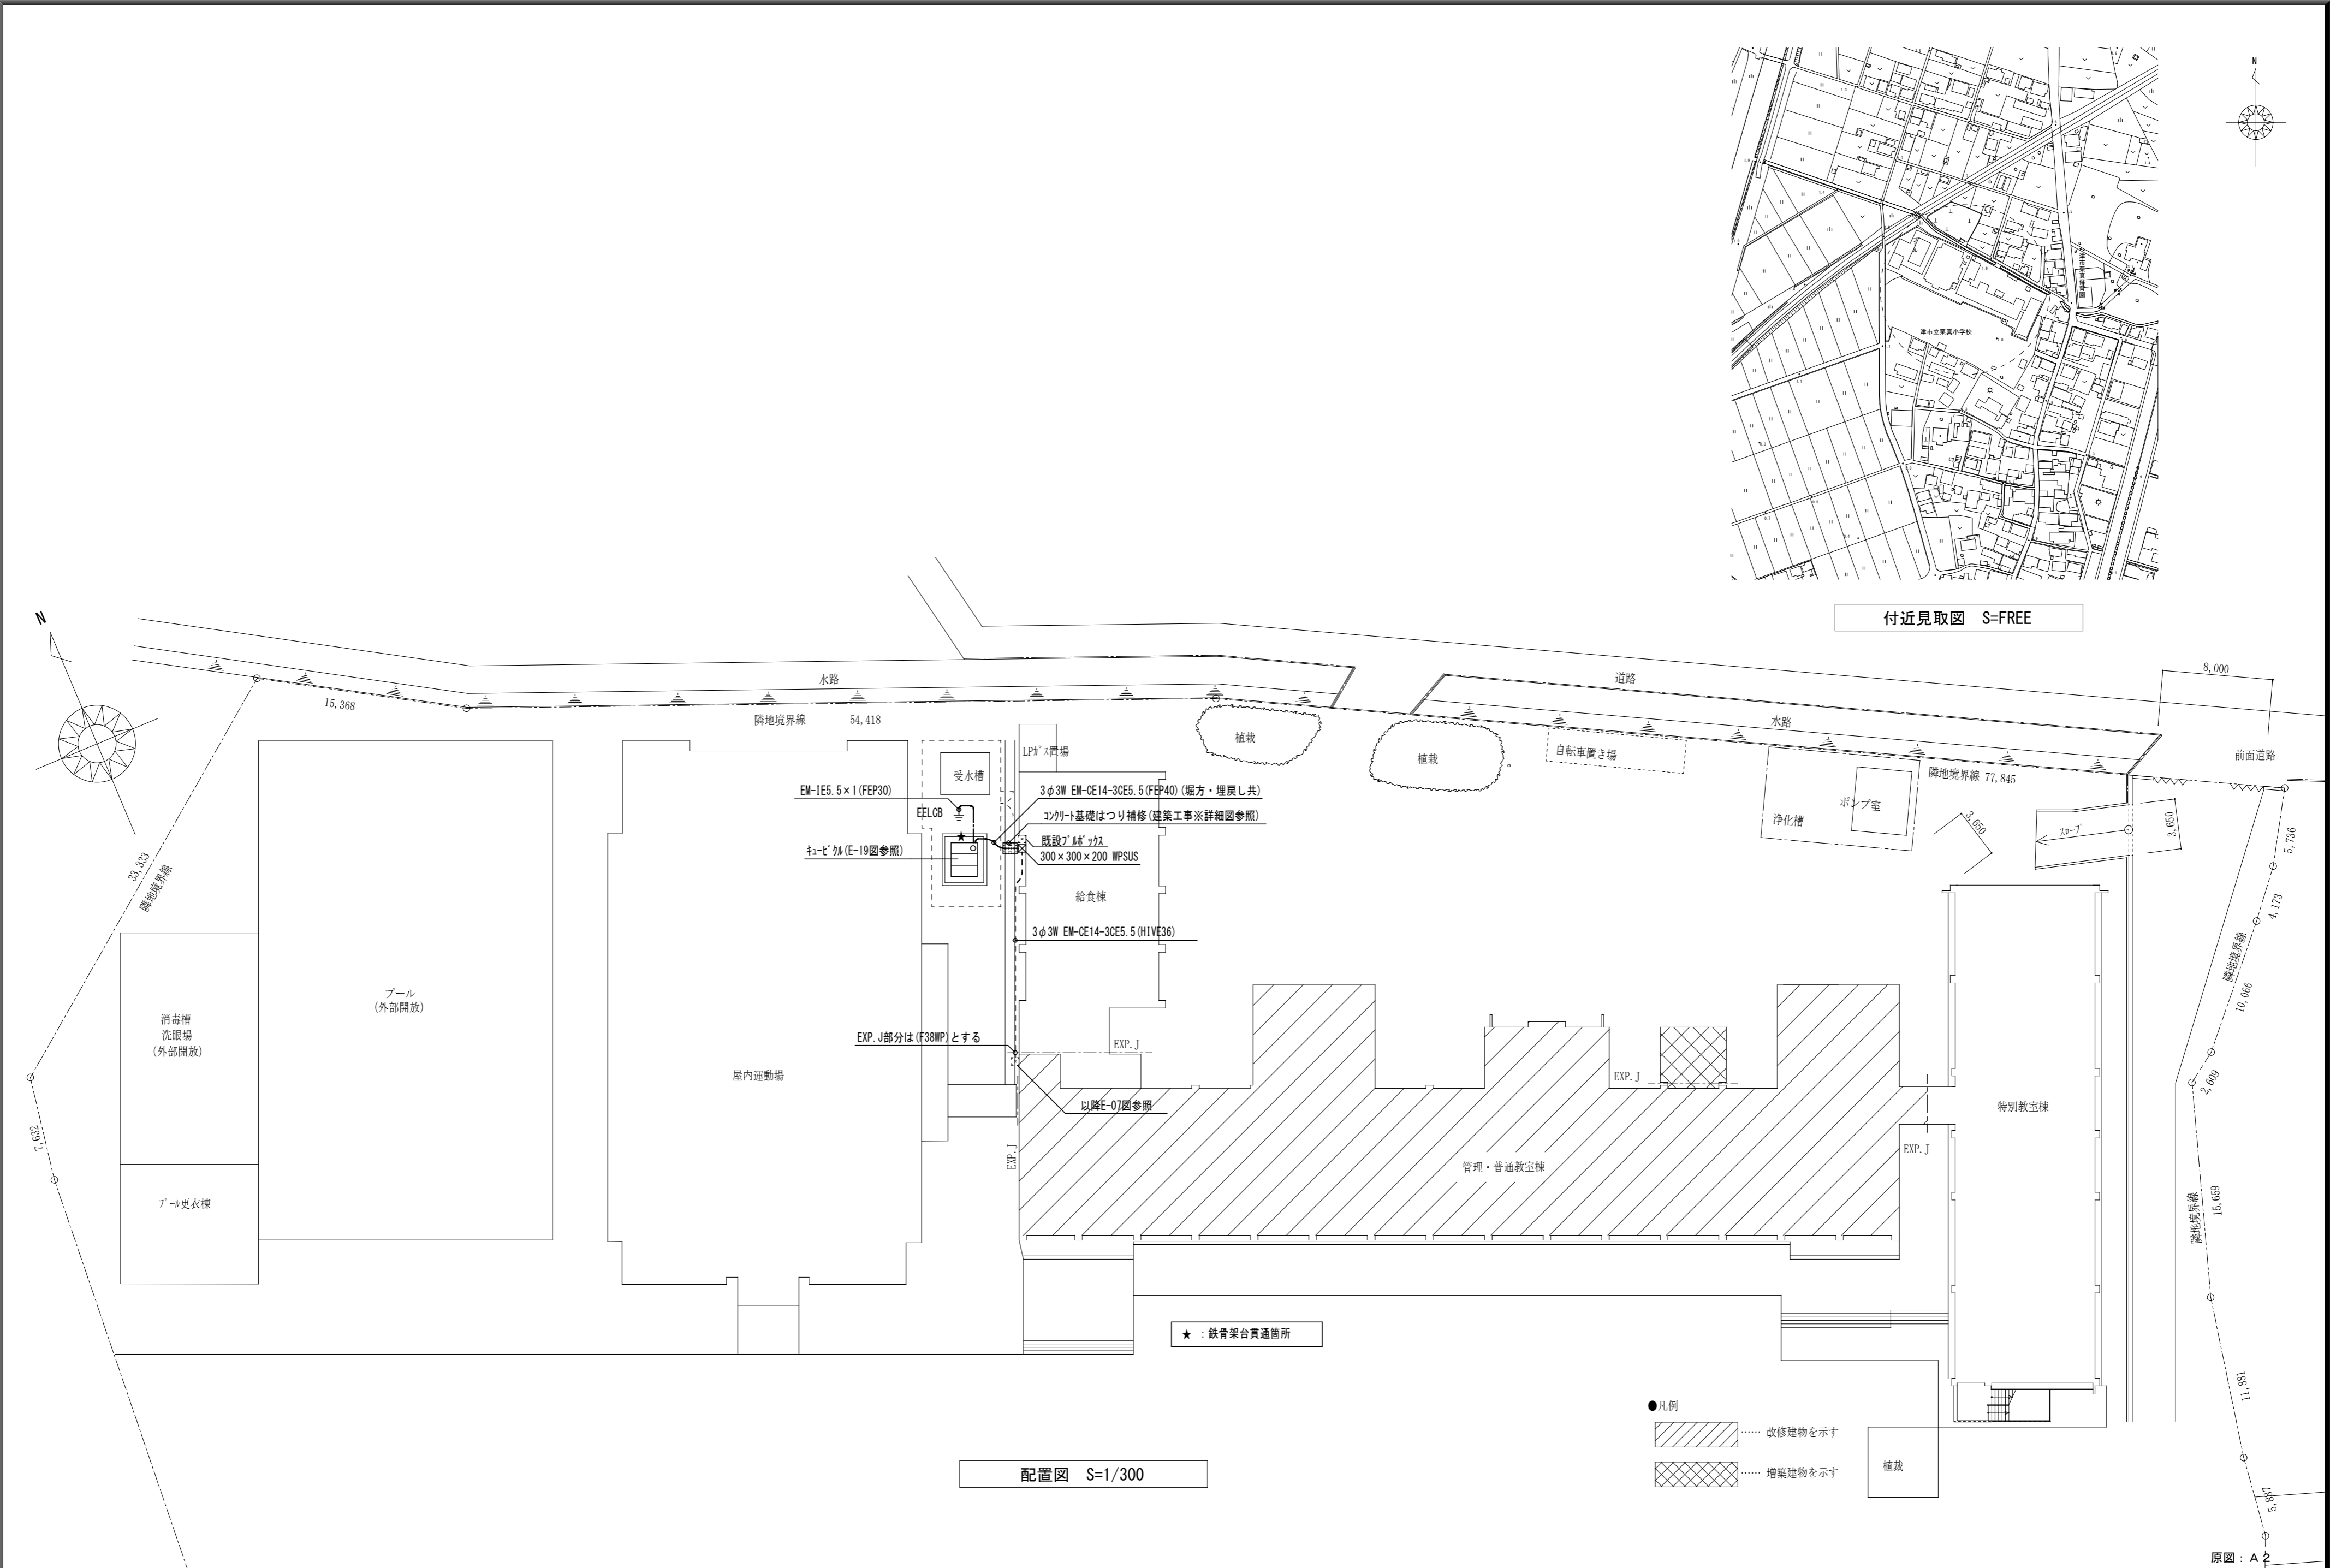 N
津市栗真保育園
津市立栗真小学校
付近見取図 S=FREE
N
8,000
15,368
水路
道路
隣地境界線 54,418
水路
前面道路
LPｶﾞｽ置場
植栽
植栽
自転車置き場
隣地境界線 77,845
受水槽
EM-IE5.5×1(FEP30)
3φ3W EM-CE14-3CE5.5(FEP40)(堀方・埋戻し共)
EELCB
ｺﾝｸﾘｰﾄ基礎はつり補修(建築工事※詳細図参照)
ポンプ室
浄化槽
3,650
ｽﾛｰﾌﾟ
3,650
5,736
★
ｷｭｰﾋﾞｸﾙ(E-19図参照)
既設ﾌﾟﾙﾎﾞｯｸｽ
300×300×200 WPSUS
33,333
隣地境界線
給食棟
4,173
3φ3W EM-CE14-3CE5.5(HIVE36)
隣地境界線
10,066
プール
(外部開放)
消毒槽
洗眼場
(外部開放)
EXP.J部分は(F38WP)とする
EXP.J
屋内運動場
EXP.J
2,609
以降E-07図参照
特別教室棟
7,632
EXP.J
EXP.J
管理・普通教室棟
ﾌﾟｰﾙ更衣棟
隣地境界線
15,659
★ ：鉄骨架台貫通箇所
11,881
●凡例
…… 改修建物を示す
…… 増築建物を示す
植裁
配置図 S=1/300
5,887
原図：Ａ２